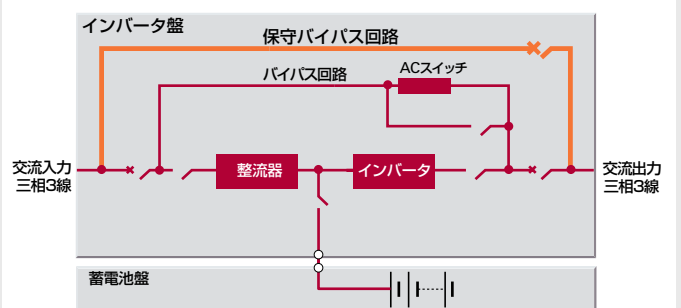 インバータ盤
保守バイパス回路
バイパス回路
ACスイッチ
交流入力
三相3線
整流器
インバータ
交流出力
三相3線
蓄電池盤